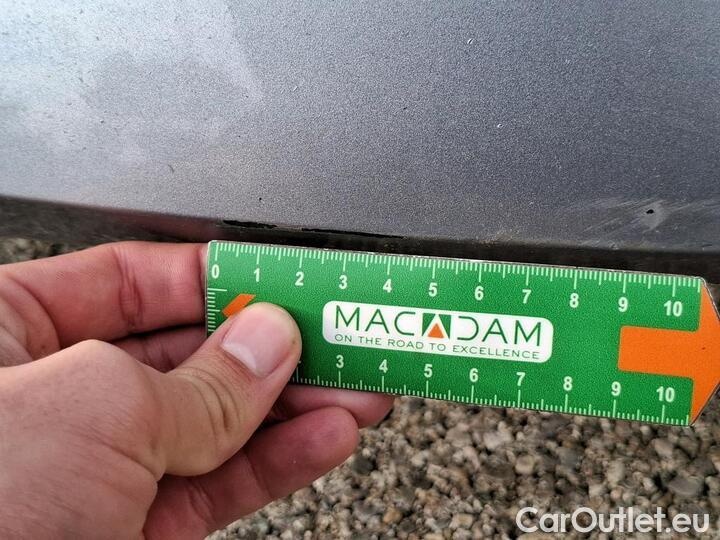 0 1 2 3 4 5 6 7 8 9 10
MACADAM
ON THE ROAD TO EXCELLENCE
3 4 5 6 7 8 9 10
CarOutlet.eu